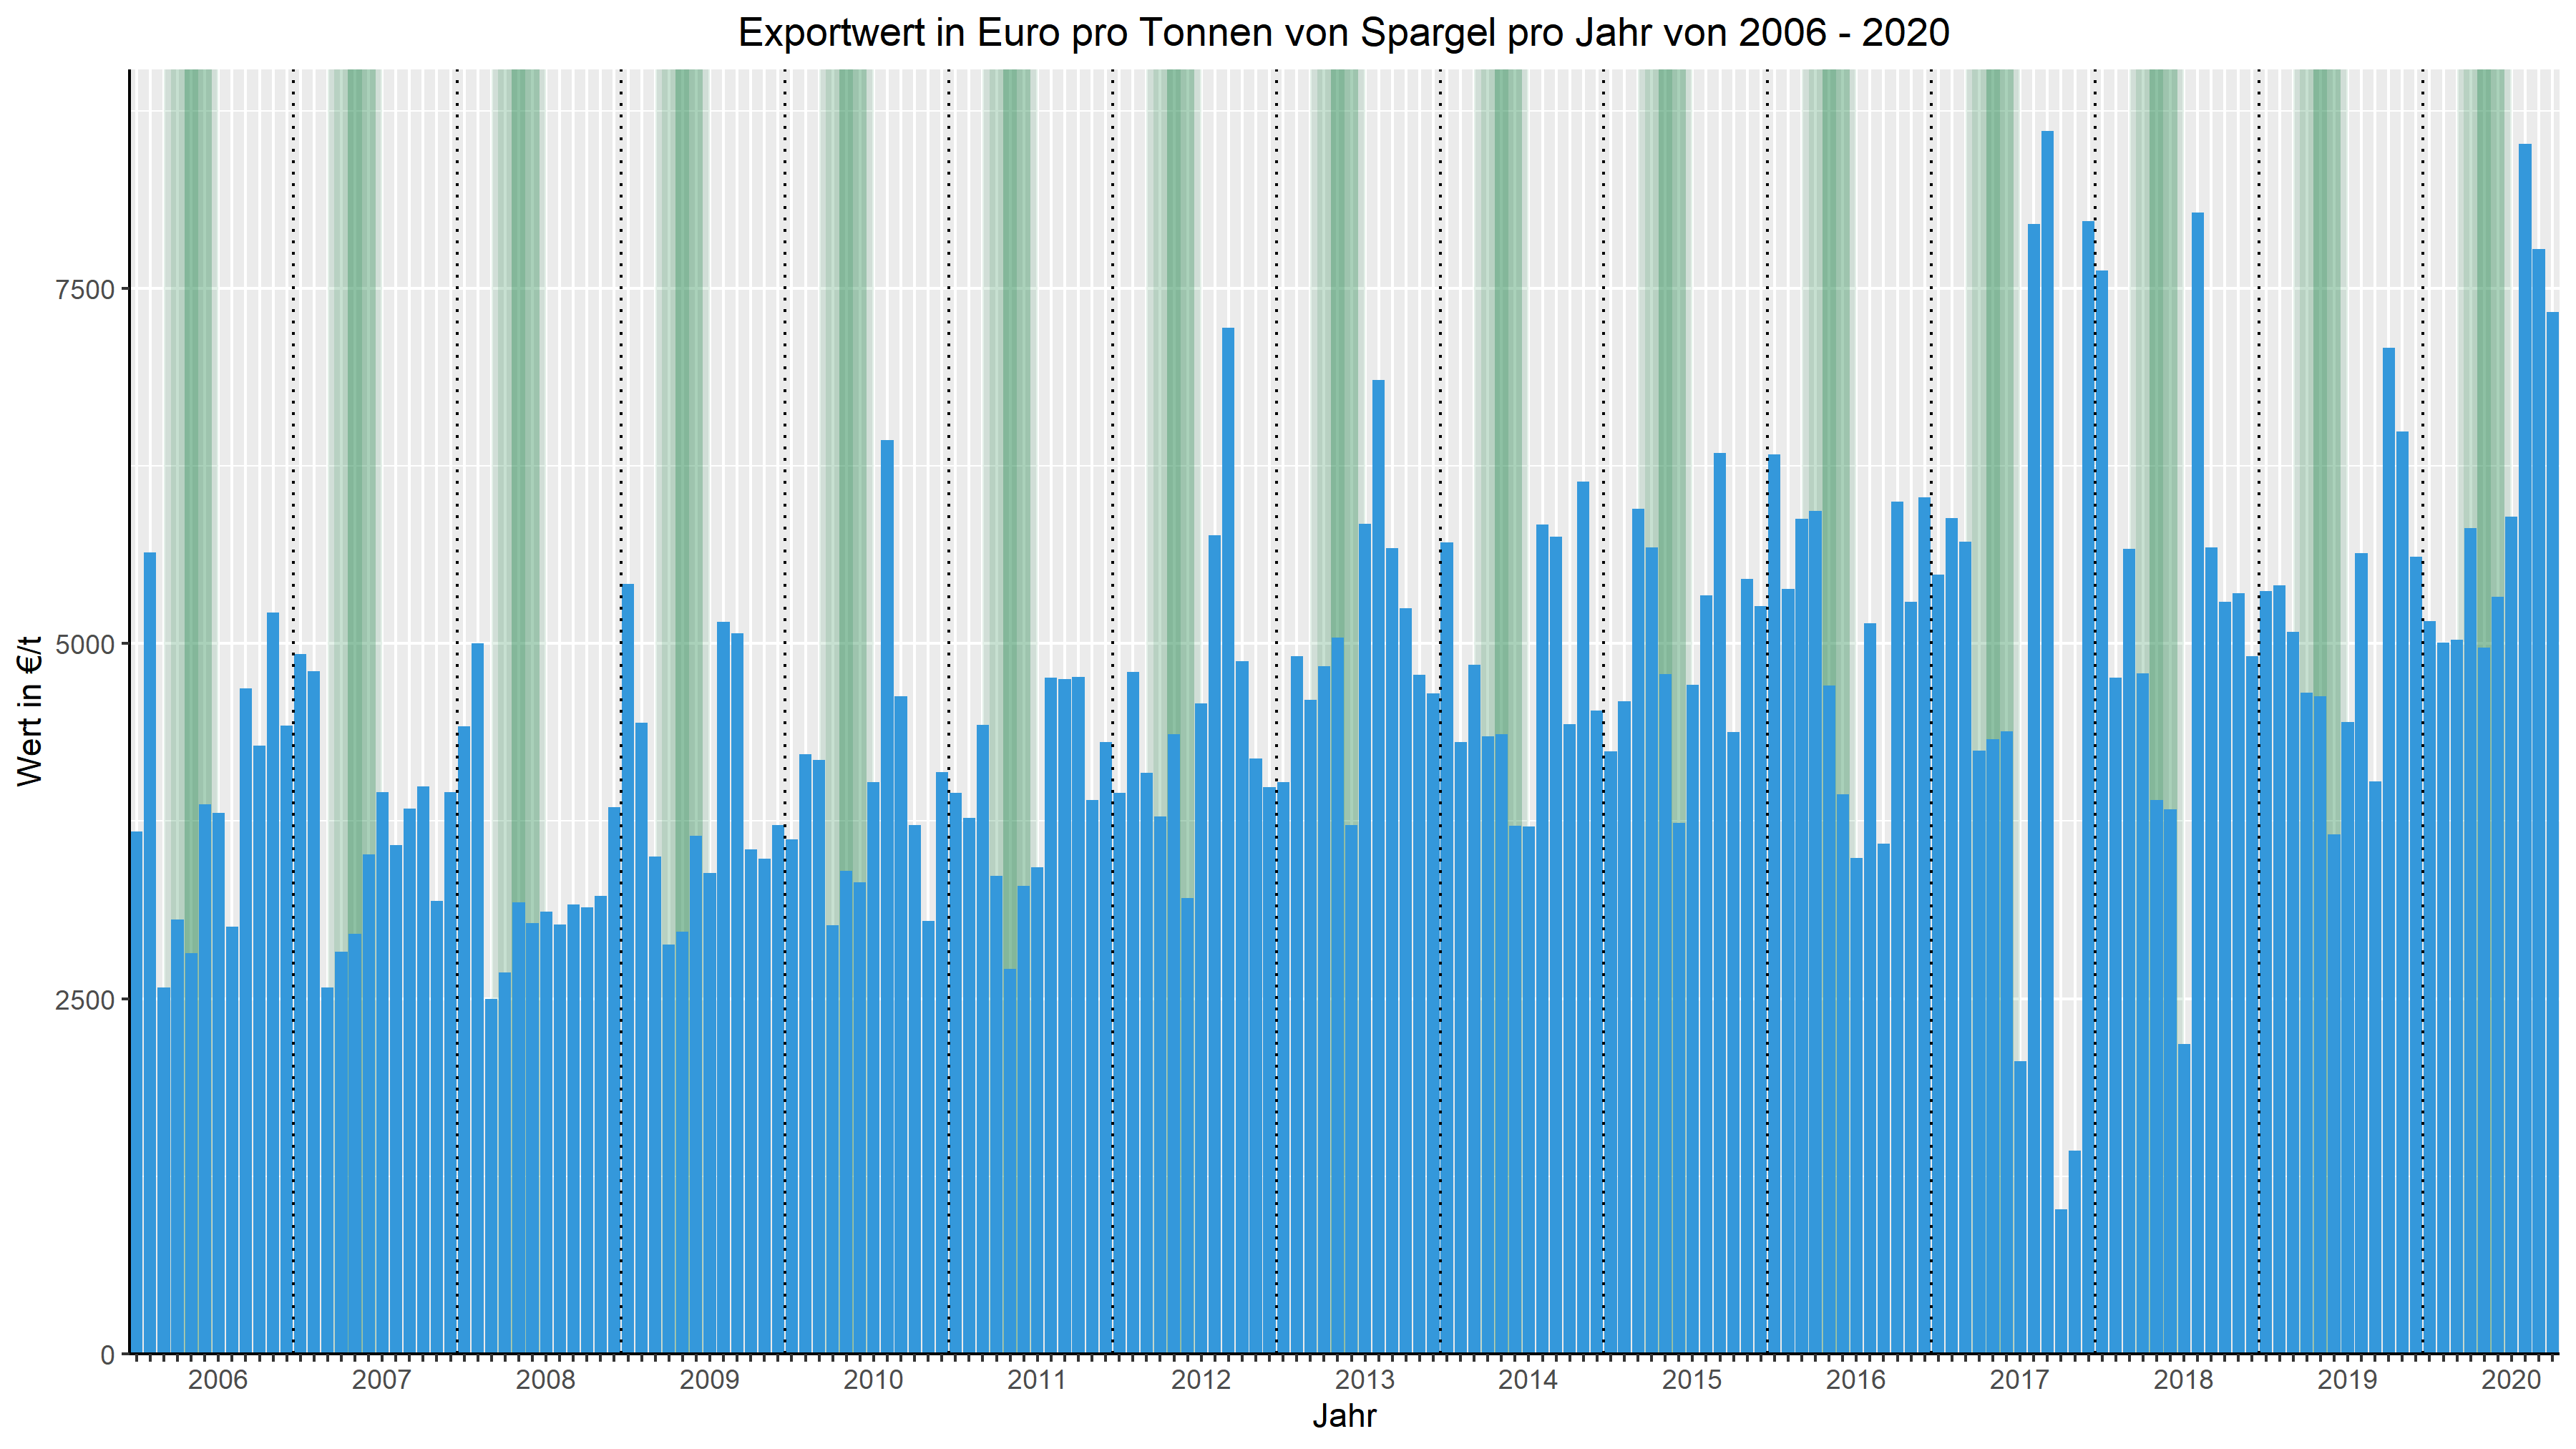 Exportwert in Euro pro Tonnen von Spargel pro Jahr von 2006 - 2020
Wert in €/t
7500
5000
2500
0
2006 2007 2008 2009 2010 2011 2012 2013 2014 2015 2016 2017 2018 2019 2020
Jahr